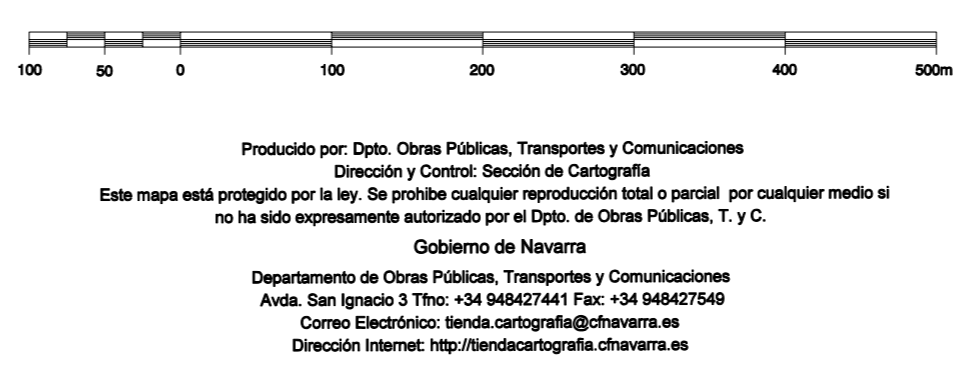 100 50 0 100 200 300 400 500m
Producido por: Dpto. Obras Públicas, Transportes y Comunicaciones
Dirección y Control: Sección de Cartografía
Este mapa está protegido por la ley. Se prohibe cualquier reproducción total o parcial por cualquier medio si
no ha sido expresamente autorizado por el Dpto. de Obras Públicas, T. y C.
Gobierno de Navarra
Departamento de Obras Públicas, Transportes y Comunicaciones
Avda. San Ignacio 3 Tfno: +34 948427441 Fax: +34 948427549
Correo Electrónico: tienda.cartografia@cfnavarra.es
Dirección Internet: http://tiendacartografia.cfnavarra.es